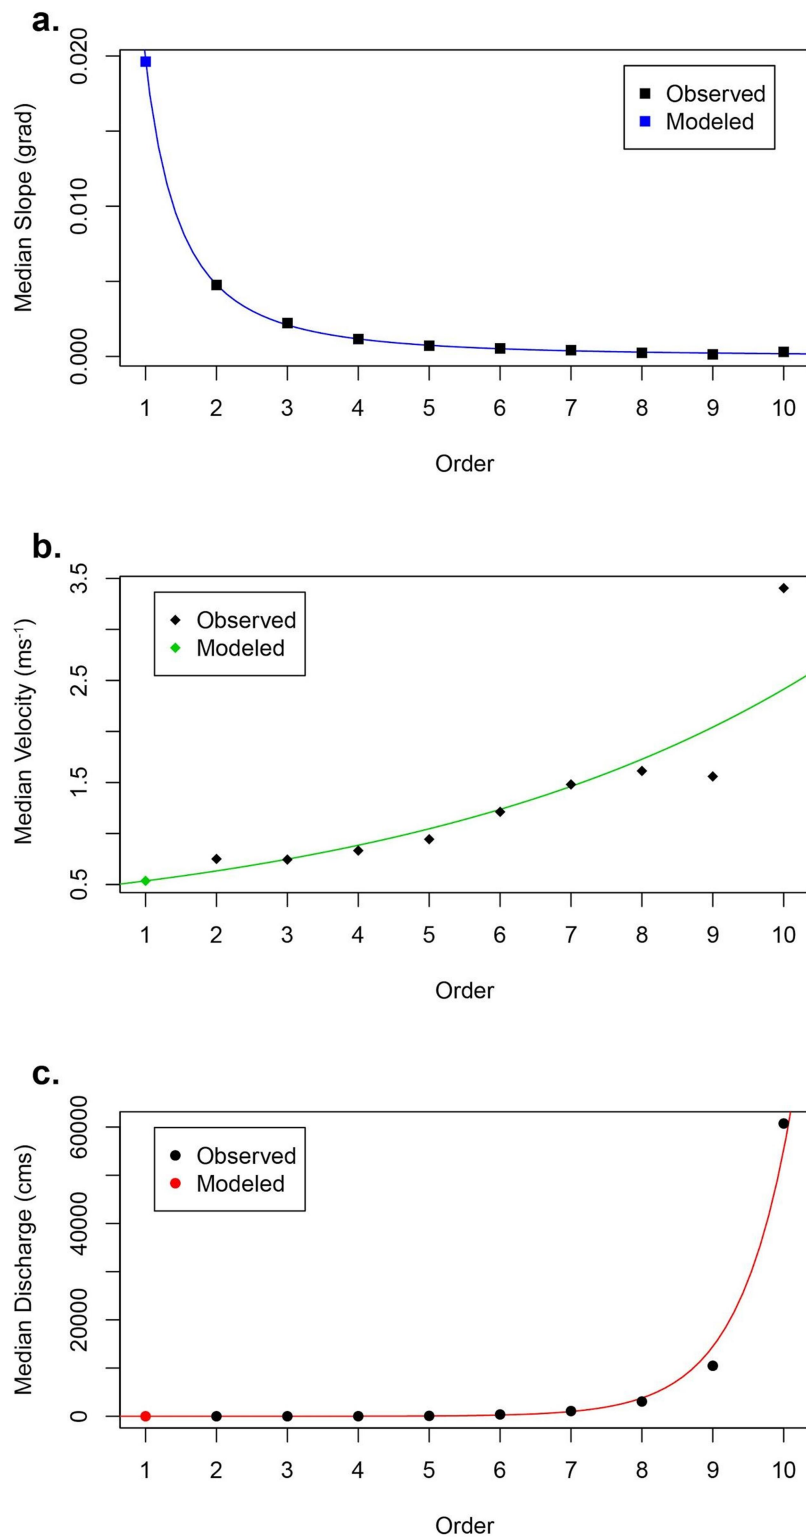 a.
0.020
0.010
0.000
Median Slope (grad)
Observed
Modeled
1 2 3 4 5 6 7 8 9 10
Order
b.
3.5
2.5
1.5
0.5
Median Velocity (ms⁻¹)
Observed
Modeled
1 2 3 4 5 6 7 8 9 10
Order
c.
60000
40000
20000
0
Median Discharge (cms)
Observed
Modeled
1 2 3 4 5 6 7 8 9 10
Order